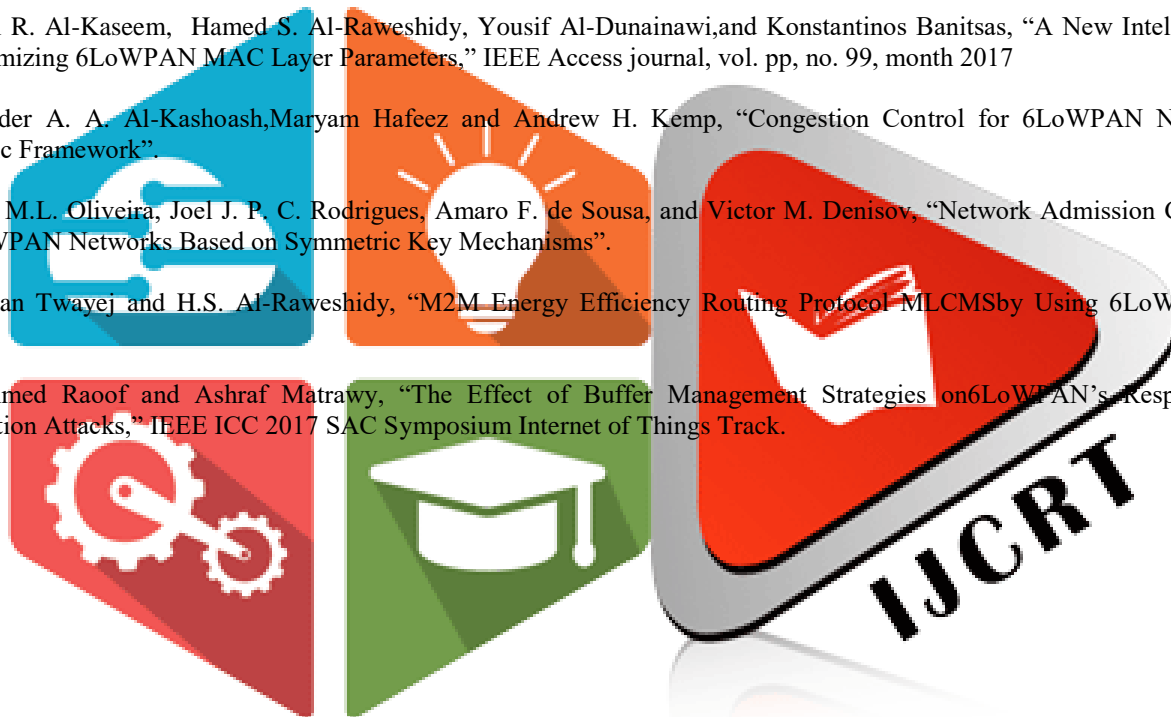 R. Al-Kaseem, Hamed S. Al-Raweshidy, Yousif Al-Dunainawi,and Konstantinos Banitsas, “A New Intel
mizing 6LoWPAN MAC Layer Parameters,” IEEE Access journal, vol. pp, no. 99, month 2017
der A. A. Al-Kashoash,Maryam Hafeez and Andrew H. Kemp, “Congestion Control for 6LoWPAN N
c Framework”.
M.L. Oliveira, Joel J. P. C. Rodrigues, Amaro F. de Sousa, and Victor M. Denisov, “Network Admission C
WPAN Networks Based on Symmetric Key Mechanisms”.
an Twayej and H.S. Al-Raweshidy, “M2M Energy Efficiency Routing Protocol MLCMSby Using 6LoW
med Raoof and Ashraf Matrawy, “The Effect of Buffer Management Strategies on6LoWPAN’s Resp
tion Attacks,” IEEE ICC 2017 SAC Symposium Internet of Things Track.
IJCRT